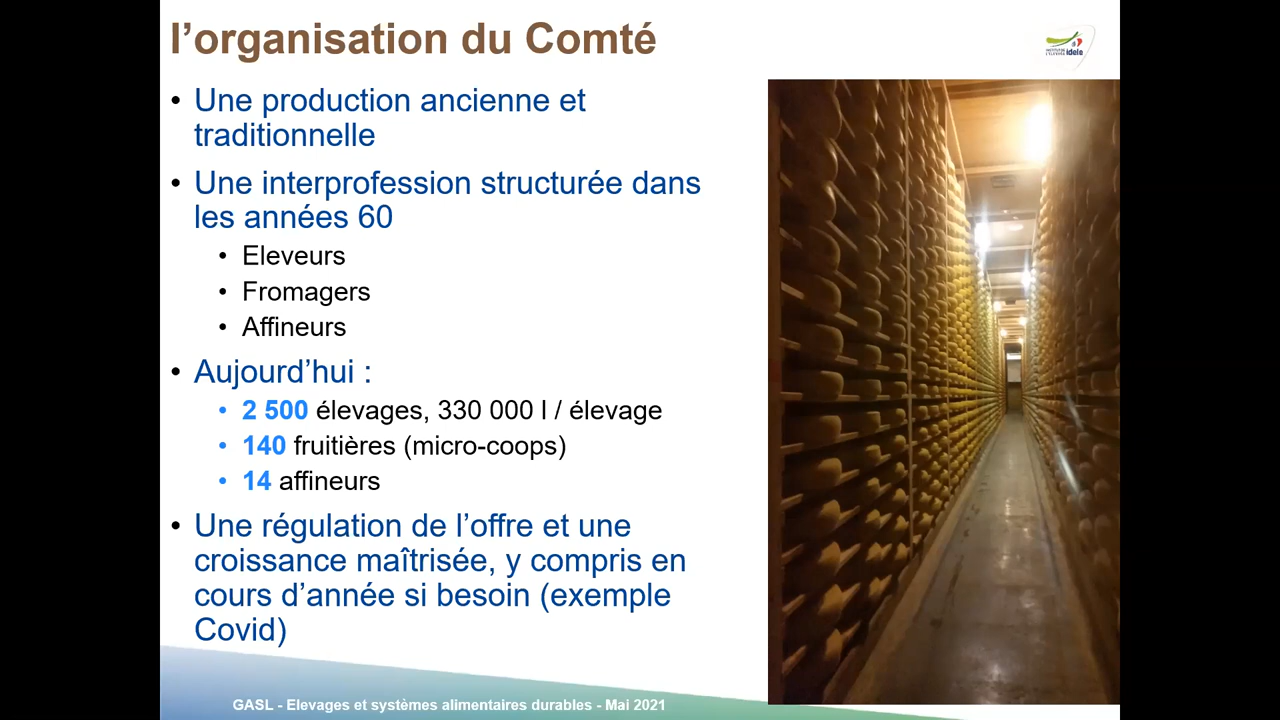 l’organisation du Comté
• Une production ancienne et
traditionnelle
• Une interprofession structurée dans
les années 60
• Eleveurs
• Fromagers
• Affineurs
• Aujourd’hui :
• 2 500 élevages, 330 000 l / élevage
• 140 fruitières (micro-coops)
• 14 affineurs
• Une régulation de l’offre et une
croissance maîtrisée, y compris en
cours d’année si besoin (exemple
Covid)
GASL - Elevages et systèmes alimentaires durables - Mai 2021
idele